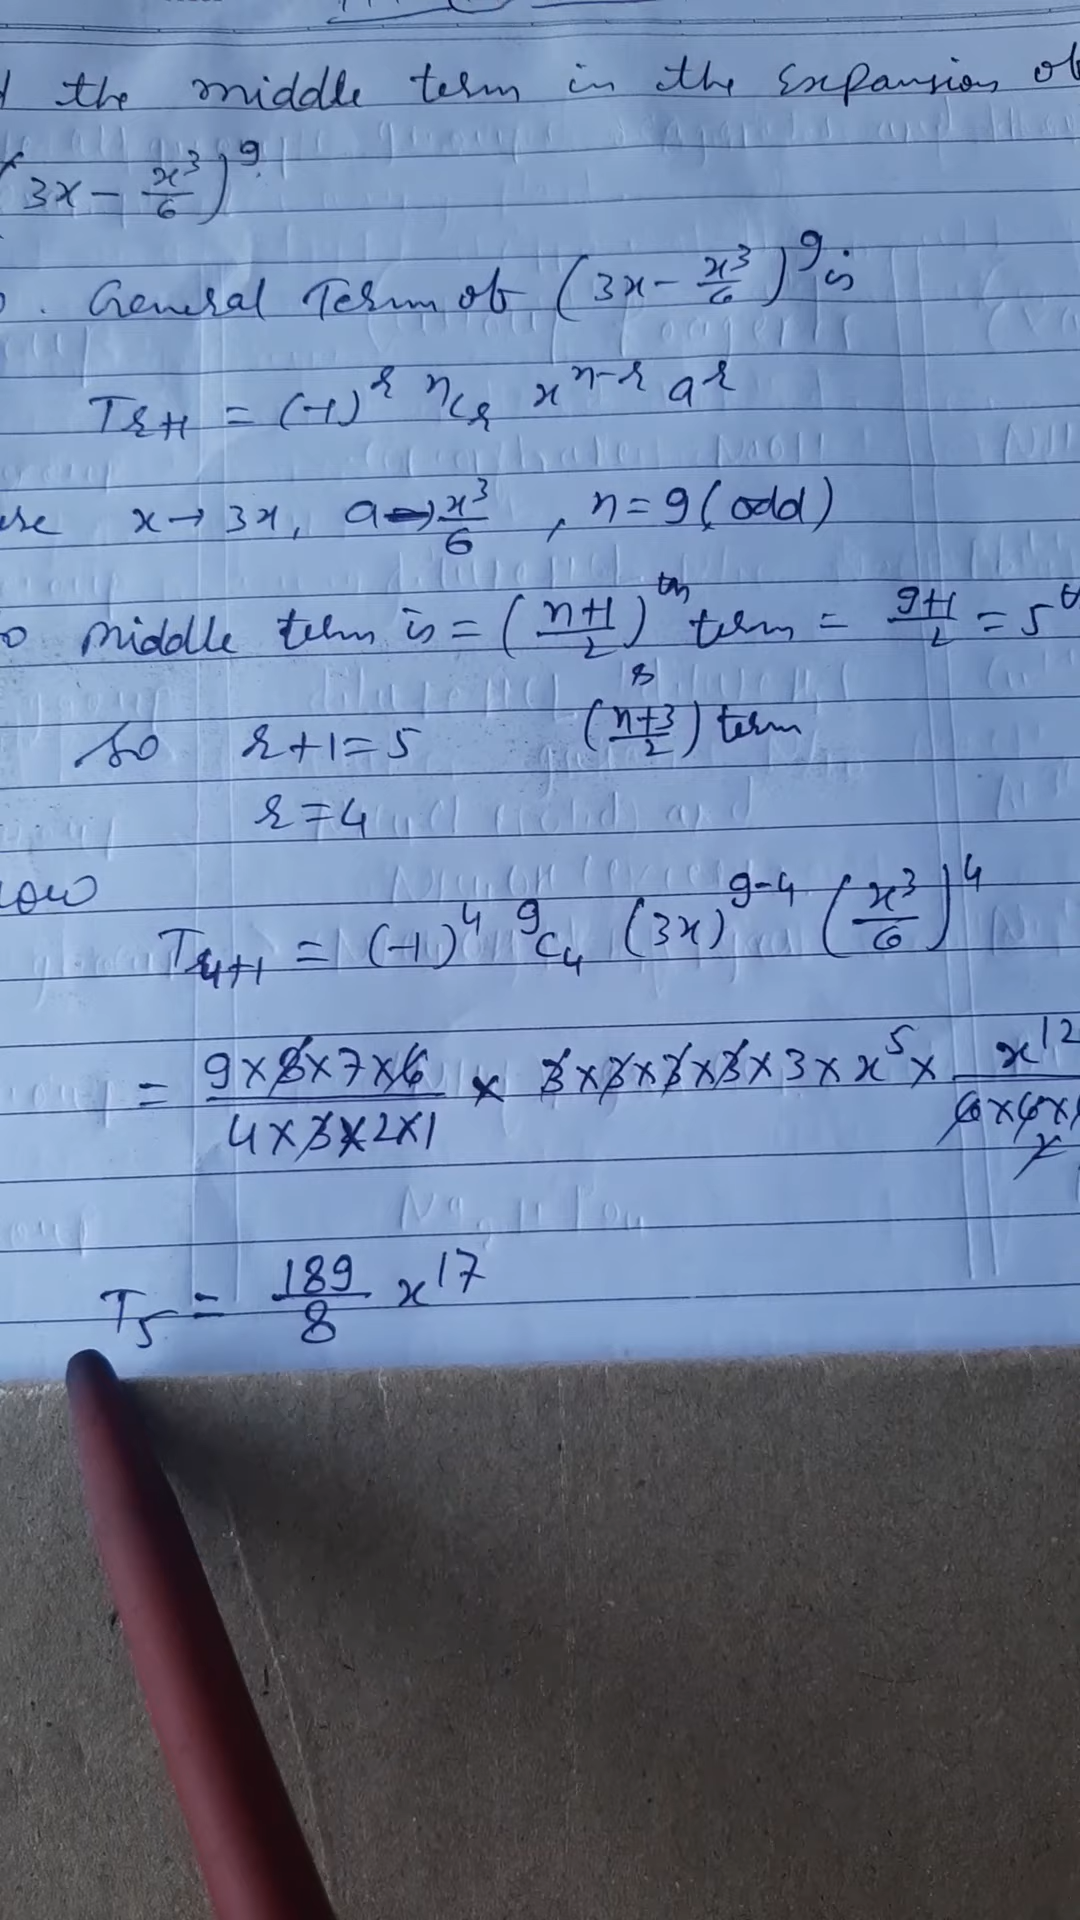 the middle term in the Expansion of
(3x - x³/6)⁹
General Term of (3x - x³/6)⁹ is
Tr+1 = (-1)ʳ ⁿCr xⁿ⁻ʳ aʳ
x → 3x, a → x³/6, n = 9 (odd)
middle term is = (n+1/2)th term = 9+1/2 = 5
&
So r+1 = 5 (n+3/2) term
r = 4
T4+1 = (-1)⁴ ⁹C4 (3x)⁹⁻⁴ (x³/6)⁴
= 9×8×7×6/4×3×2×1 × 3×3×3×3×3 × x⁵ × x¹²/6×6×
T5 = 189/8 x¹⁷